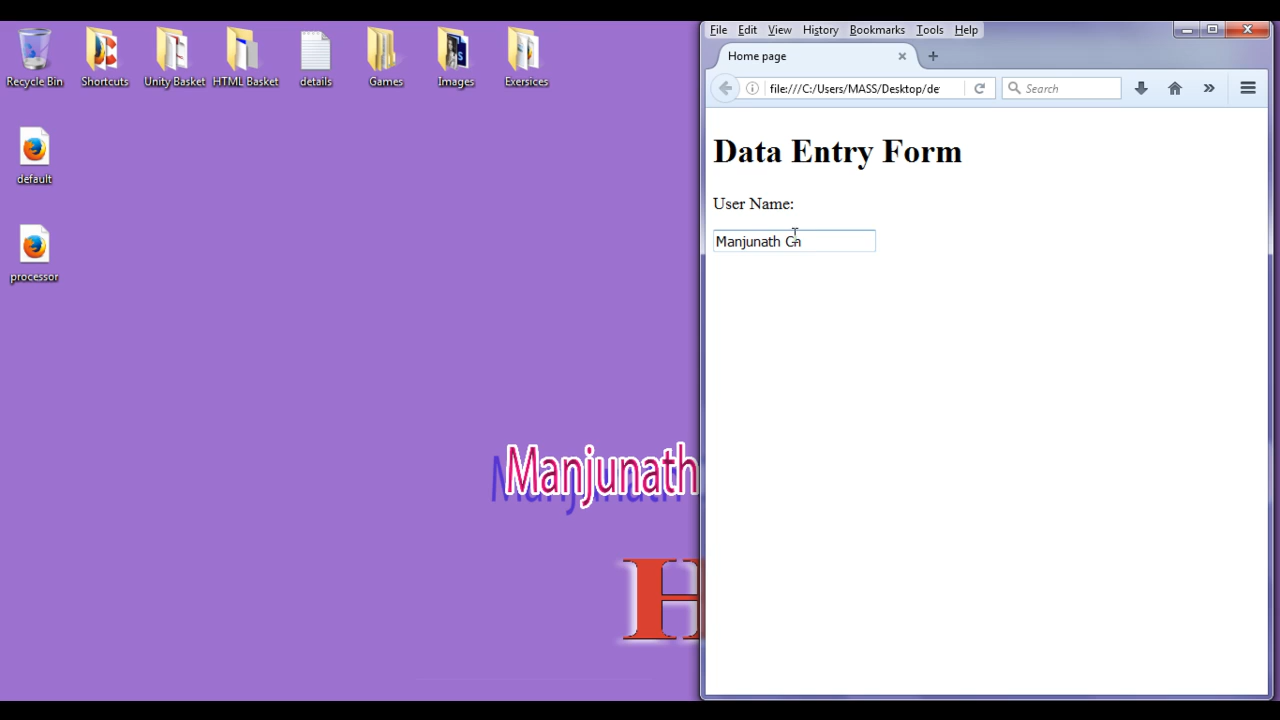 File Edit View History Bookmarks Tools Help
Home page
file:///C:/Users/MASS/Desktop/de
Search
Recycle Bin
Shortcuts
Unity Basket
HTML Basket
details
Games
Images
Exersices
default
processor
Data Entry Form
User Name:
Manjunath Cn
Manjunath
H